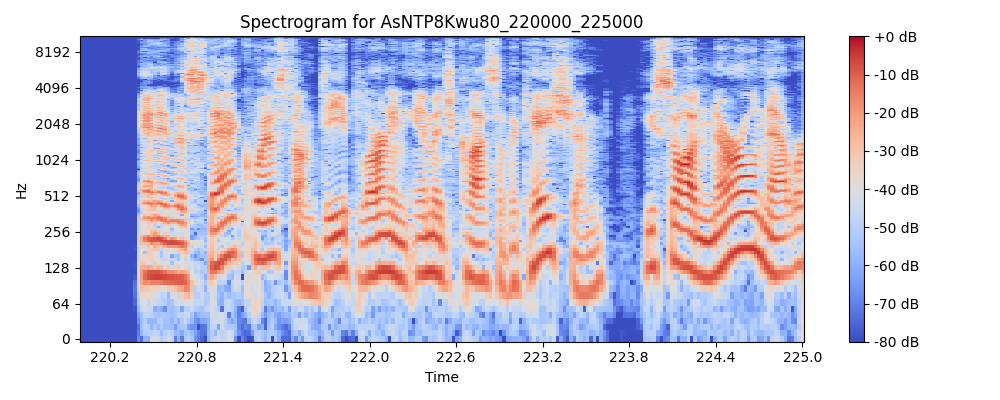 Spectrogram for AsNTP8Kwu80_220000_225000
Hz
8192
4096
2048
1024
512
256
128
64
0
220.2 220.8 221.4 222.0 222.6 223.2 223.8 224.4 225.0
Time
+0 dB
-10 dB
-20 dB
-30 dB
-40 dB
-50 dB
-60 dB
-70 dB
-80 dB